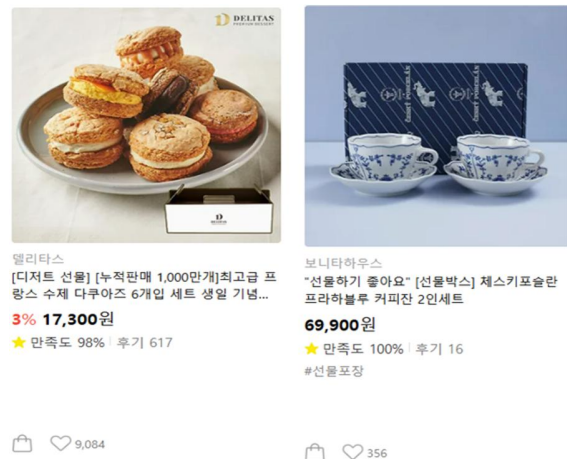 DELITAS
PREMIUM DESSERT
델리타스
[디저트 선물] [누적판매 1,000만개]최고급 프
랑스 수제 다쿠아즈 6개입 세트 생일 기념...
3% 17,300원
만족도 98% 후기 617
9,084
ČESKÝ PORCELÁN
ČESKÝ PORCELÁN
보니타하우스
"선물하기 좋아요" [선물박스] 체스키포슬란
프라하블루 커피잔 2인세트
69,900원
만족도 100% 후기 16
#선물포장
356